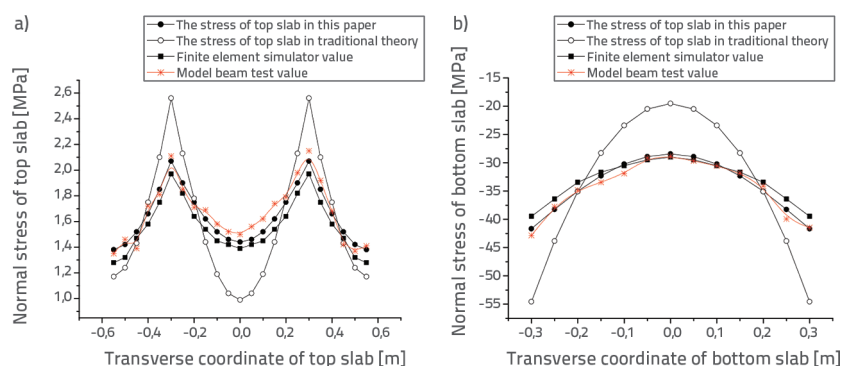 a)
The stress of top slab in this paper
The stress of top slab in traditional theory
Finite element simulator value
Model beam test value
Normal stress of top slab [MPa]
2,6
2,4
2,2
2,0
1,8
1,6
1,4
1,2
1,0
-0,6 -0,4 -0,2 0,0 0,2 0,4 0,6
Transverse coordinate of top slab [m]
b)
The stress of top slab in this paper
The stress of top slab in traditional theory
Finite element simulator value
Model beam test value
Normal stress of bottom slab [MPa]
-15
-20
-25
-30
-35
-40
-45
-50
-55
-0,3 -0,2 -0,1 0,0 0,1 0,2 0,3
Transverse coordinate of bottom slab [m]